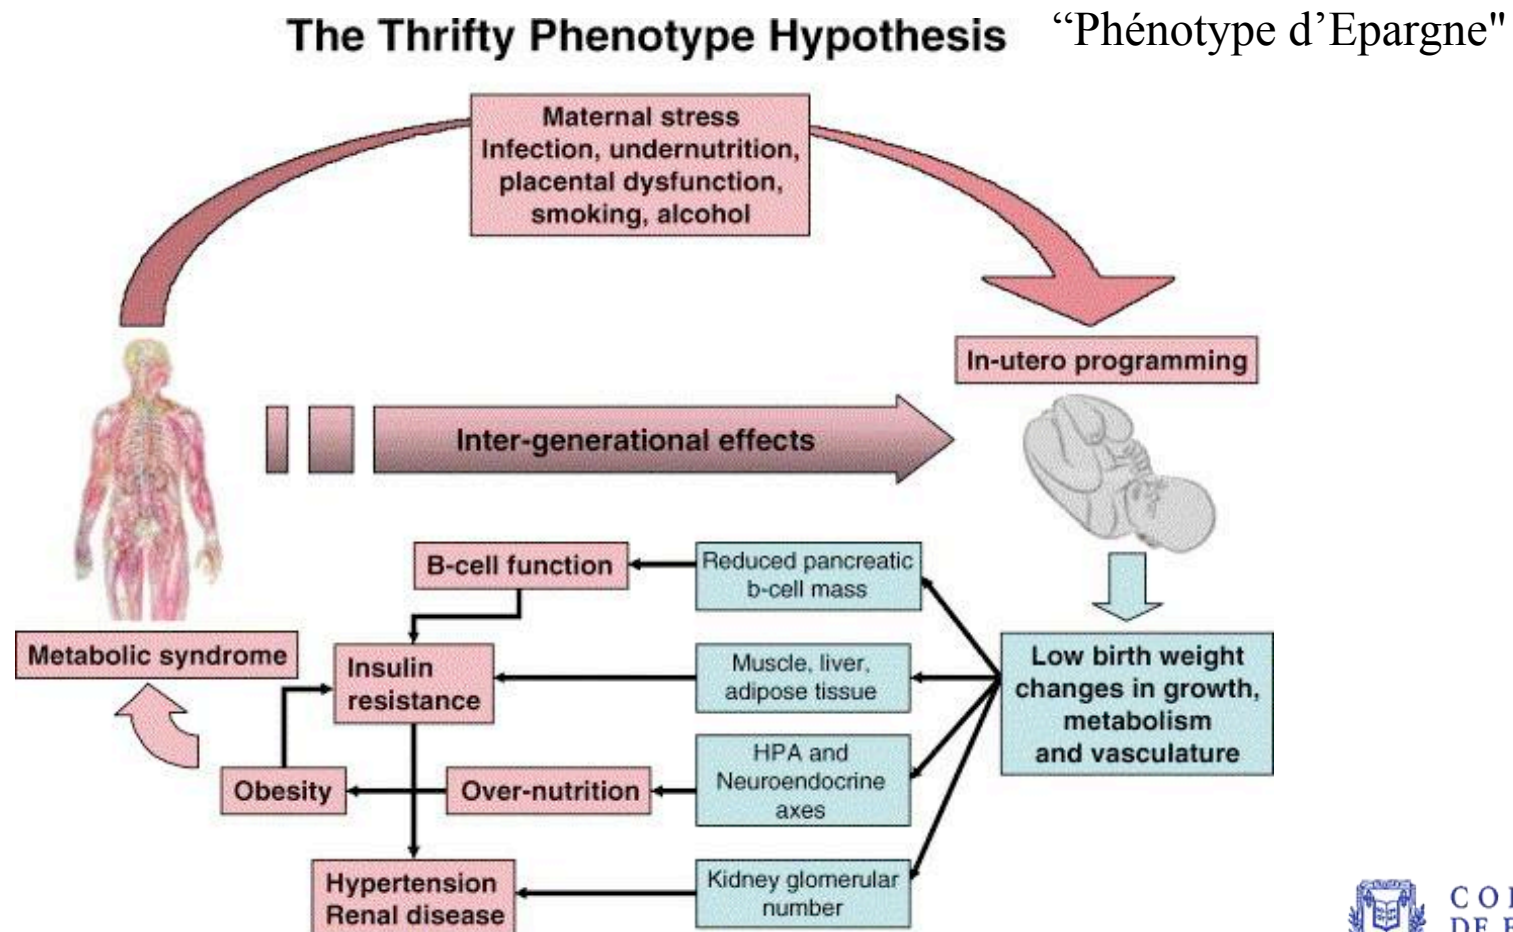 The Thrifty Phenotype Hypothesis
“Phénotype d’Epargne"
Maternal stress
Infection, undernutrition,
placental dysfunction,
smoking, alcohol
In-utero programming
Inter-generational effects
B-cell function
Reduced pancreatic
b-cell mass
Metabolic syndrome
Insulin
resistance
Muscle, liver,
adipose tissue
Low birth weight
changes in growth,
metabolism
and vasculature
Obesity
Over-nutrition
HPA and
Neuroendocrine
axes
Hypertension
Renal disease
Kidney glomerular
number
DE